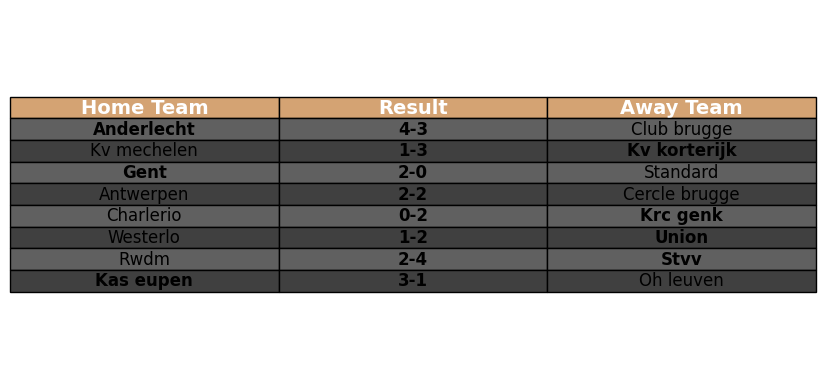 Home Team Result Away Team
Anderlecht 4-3 Club brugge
Kv mechelen 1-3 Kv korterijk
Gent 2-0 Standard
Antwerpen 2-2 Cercle brugge
Charlerio 0-2 Krc genk
Westerlo 1-2 Union
Rwdm 2-4 Stvv
Kas eupen 3-1 Oh leuven